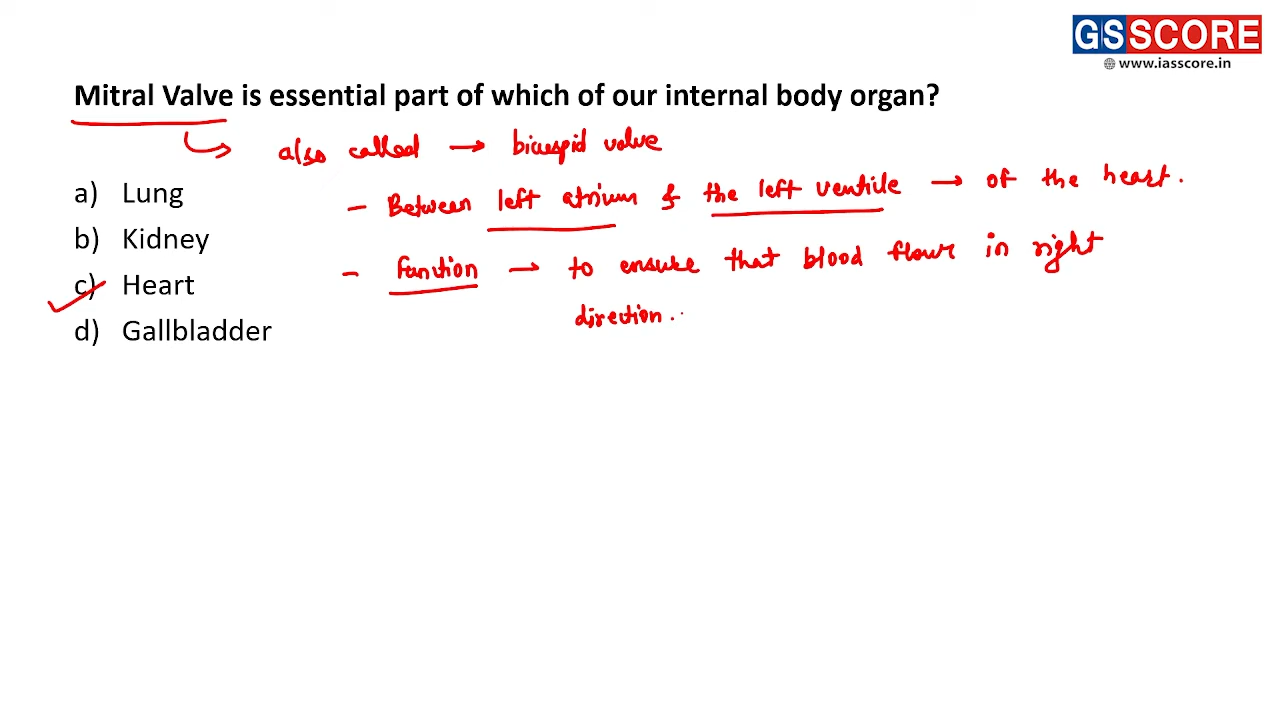 GSSCORE
www.iasscore.in
Mitral Valve is essential part of which of our internal body organ?
also called → bicuspid valve
a) Lung
- Between left atrium & the left ventile → of the heart.
b) Kidney
- Function → to ensure that blood flows in right
c) Heart
direction.
d) Gallbladder